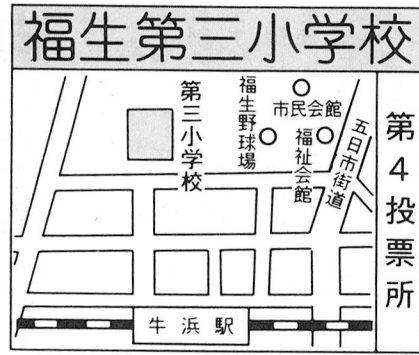 福生第三小学校
第4投票所
第三小学校
福生野球場
市民会館
福祉会館
五日市街道
牛浜駅